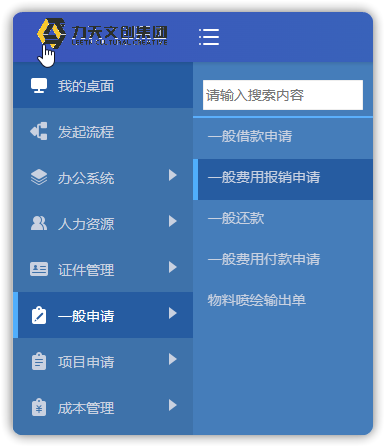 力天文创集团
我的桌面
发起流程
办公系统
人力资源
证件管理
一般申请
项目申请
成本管理
请输入搜索内容
一般借款申请
一般费用报销申请
一般还款
一般费用付款申请
物料喷绘输出单